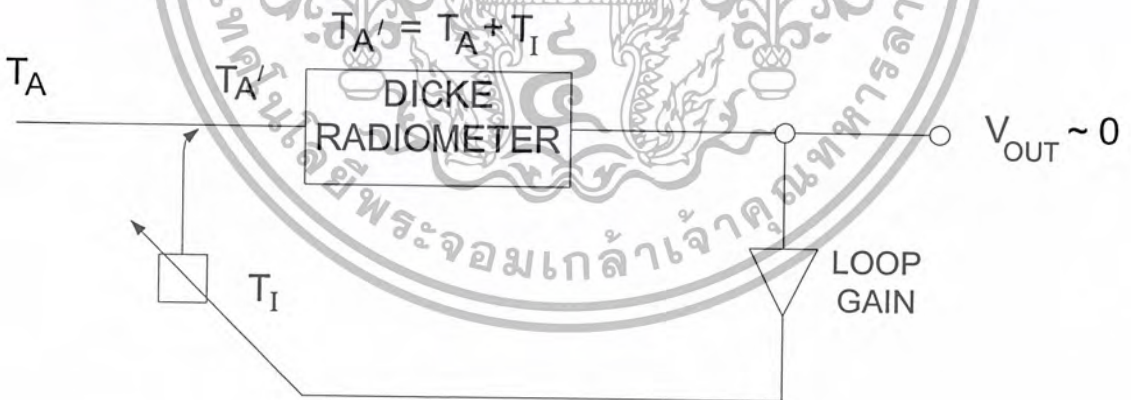 T_A' = T_A + T_I
T_A
T_A'
DICKE
RADIOMETER
V_OUT ~ 0
LOOP
GAIN
T_I
พระจอมเกล้าเจ้าคุณทหารล